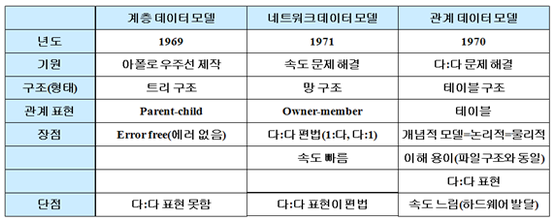 계층 데이터 모델 네트워크 데이터 모델 관계 데이터 모델
년도 1969 1971 1970
기원 아폴로 우주선 제작 속도 문제 해결 다:다 문제 해결
구조(형태) 트리 구조 망 구조 테이블 구조
관계 표현 Parent-child Owner-member 테이블
장점 Error free(에러 없음) 다:다 편법(1:다, 다:1) 개념적 모델=논리적=물리적
속도 빠름 이해 용이(파일구조와 동일)
다:다 표현
단점 다:다 표현 못함 다:다 표현이 편법 속도 느림(하드웨어 발달)